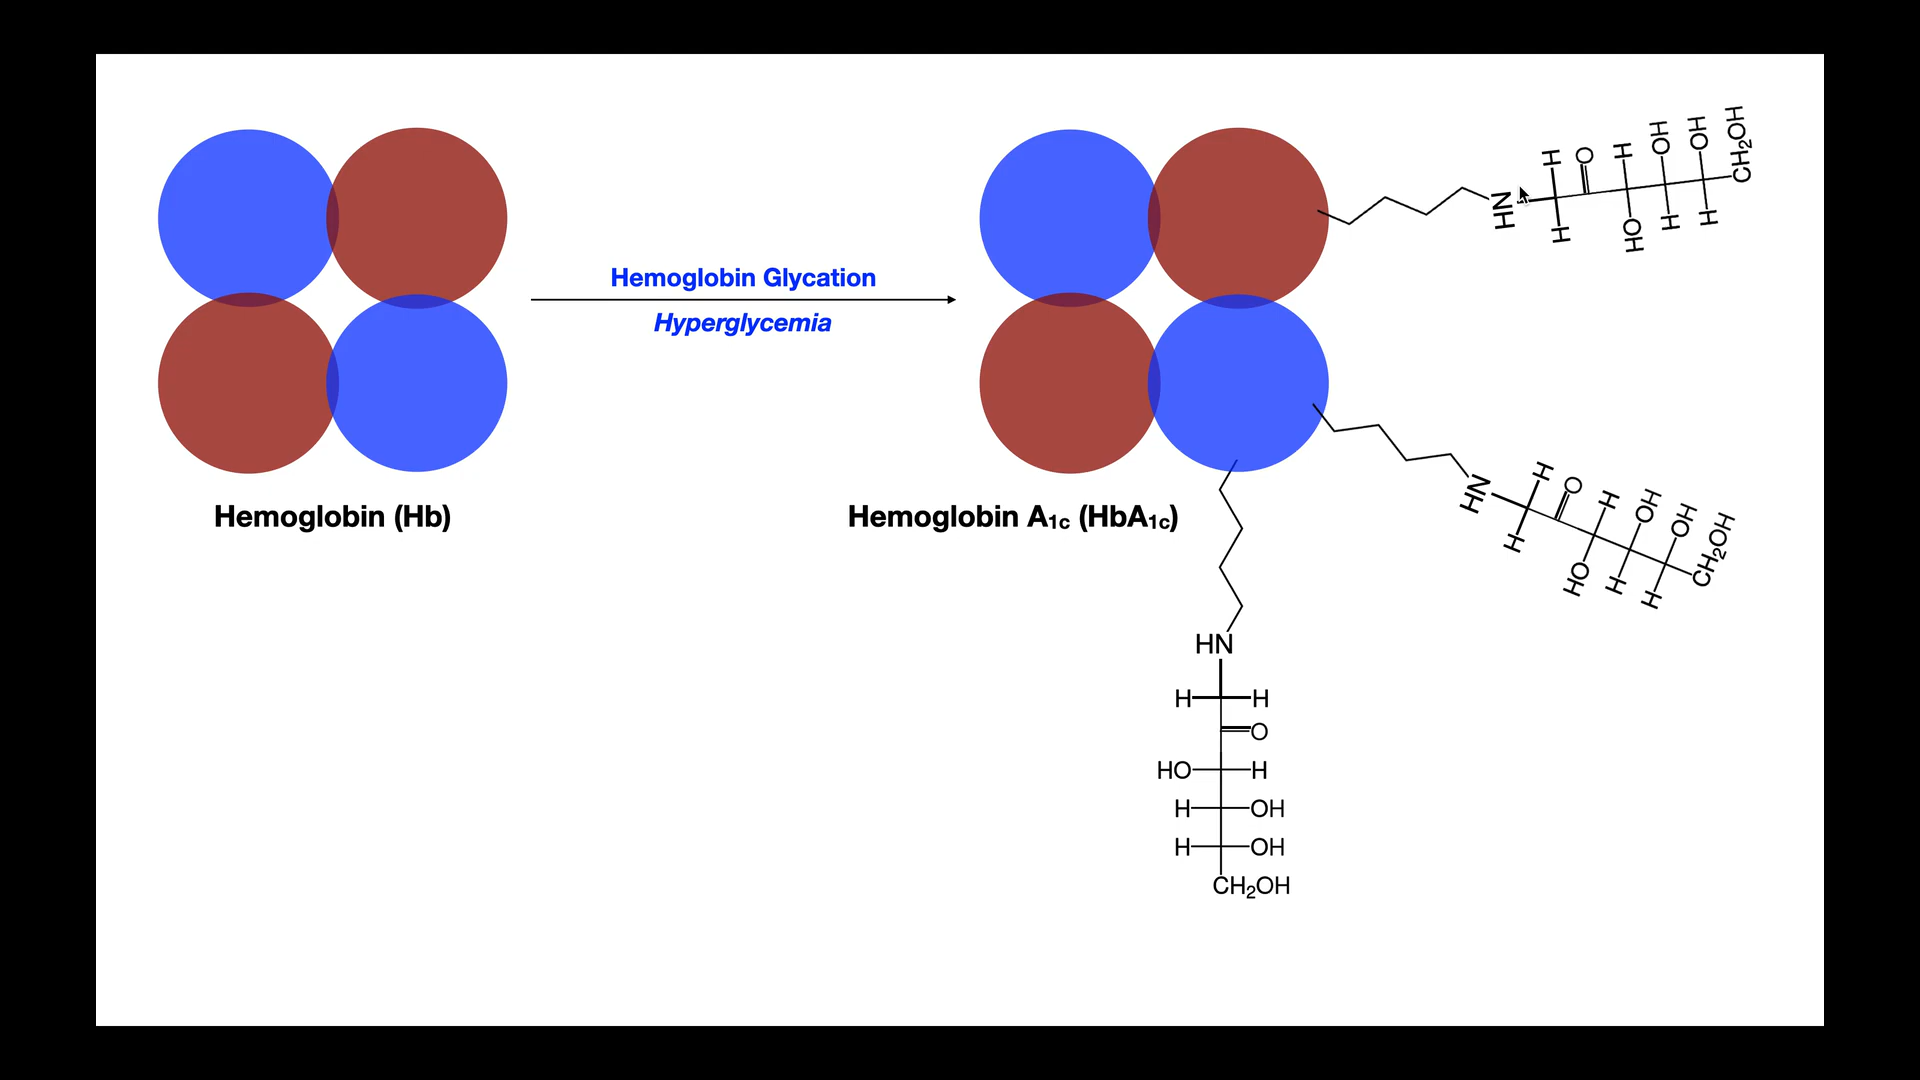 Hemoglobin Glycation
Hyperglycemia
Hemoglobin (Hb)
Hemoglobin A1c (HbA1c)
HN
H
H
O
H
HO
OH
H
OH
H
CH2OH
HN
H
H
O
H
HO
OH
H
OH
H
CH2OH
HN
H H
O
HO H
H OH
H OH
CH2OH